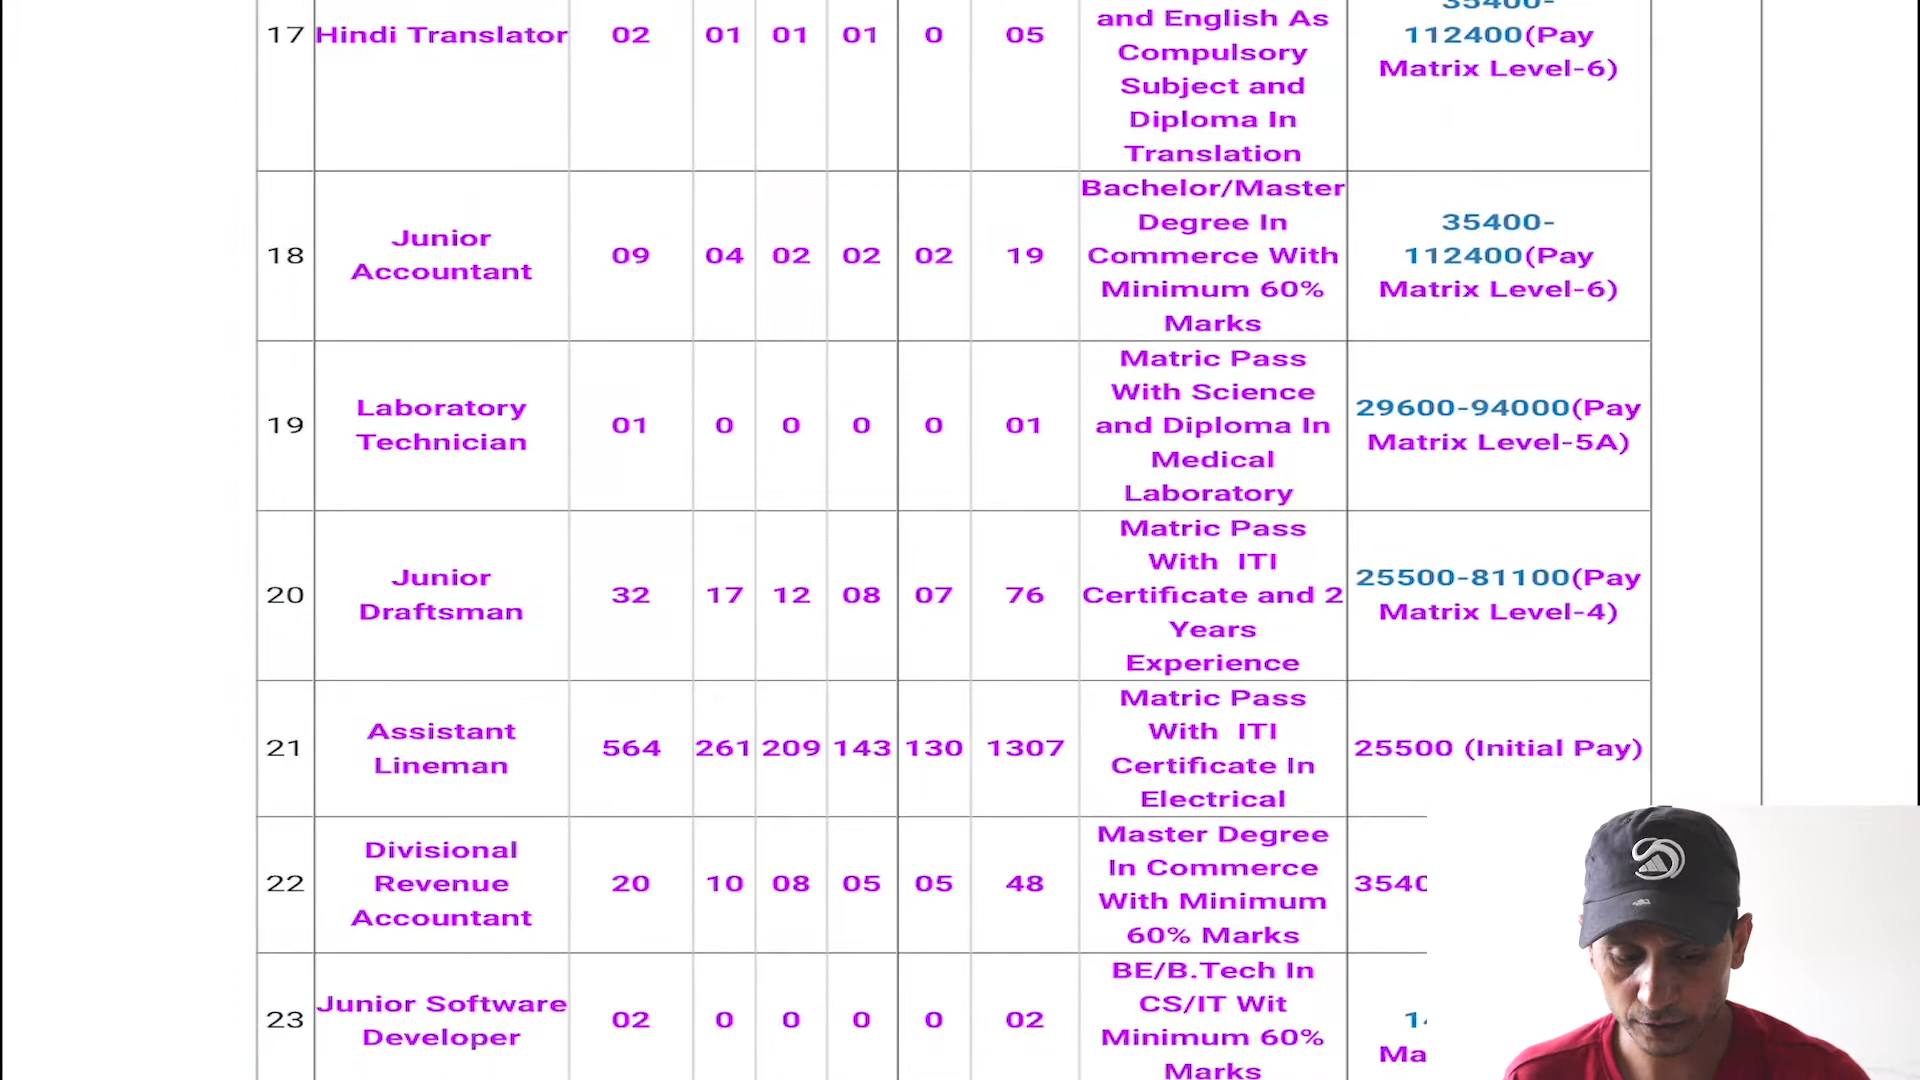 17 Hindi Translator 02 01 01 01 0 05 and English As Compulsory Subject and Diploma In Translation 112400(Pay Matrix Level-6)
18 Junior Accountant 09 04 02 02 02 19 Bachelor/Master Degree In Commerce With Minimum 60% Marks 35400-112400(Pay Matrix Level-6)
19 Laboratory Technician 01 0 0 0 0 01 Matric Pass With Science and Diploma In Medical Laboratory 29600-94000(Pay Matrix Level-5A)
20 Junior Draftsman 32 17 12 08 07 76 Matric Pass With ITI Certificate and 2 Years Experience 25500-81100(Pay Matrix Level-4)
21 Assistant Lineman 564 261 209 143 130 1307 Matric Pass With ITI Certificate In Electrical 25500 (Initial Pay)
22 Divisional Revenue Accountant 20 10 08 05 05 48 Master Degree In Commerce With Minimum 60% Marks 3540
23 Junior Software Developer 02 0 0 0 0 02 BE/B.Tech In CS/IT Wit Minimum 60% Marks Ma